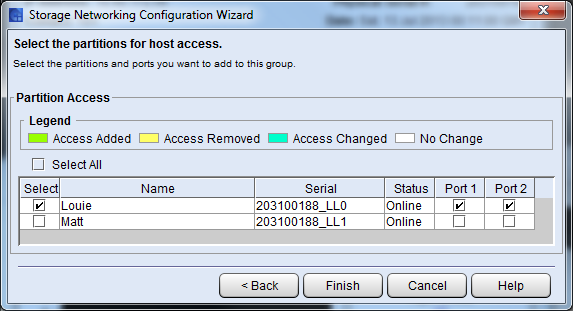 Storage Networking Configuration Wizard
Select the partitions for host access.
Select the partitions and ports you want to add to this group.
Partition Access
Legend
Access Added Access Removed Access Changed No Change
Select All
Select Name Serial Status Port 1 Port 2
Louie 203100188_LL0 Online
Matt 203100188_LL1 Online
< Back Finish Cancel Help